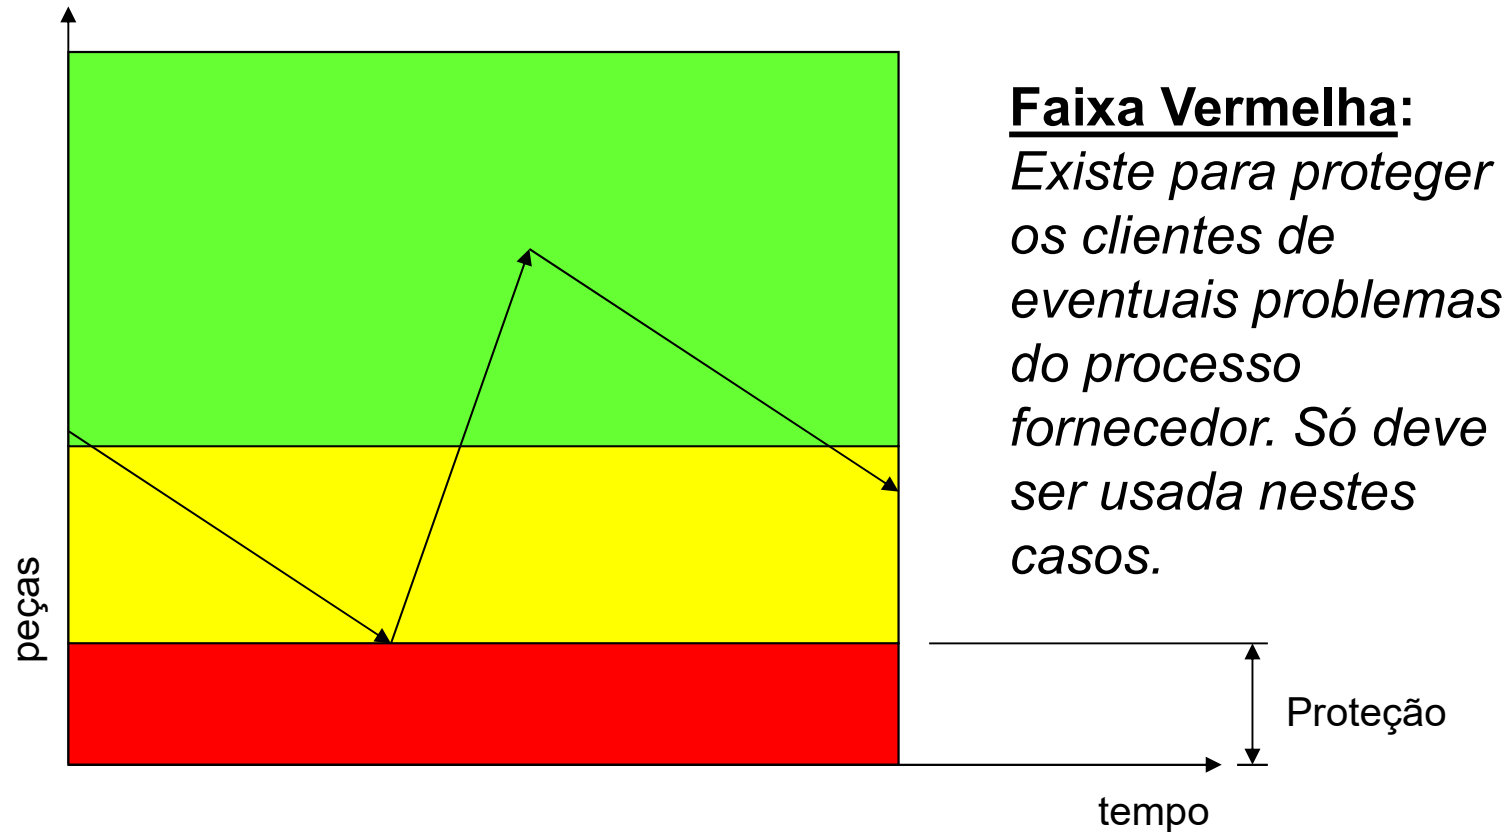 Faixa Vermelha:
Existe para proteger
os clientes de
eventuais problemas
do processo
fornecedor. Só deve
ser usada nestes
casos.
peças
Proteção
tempo